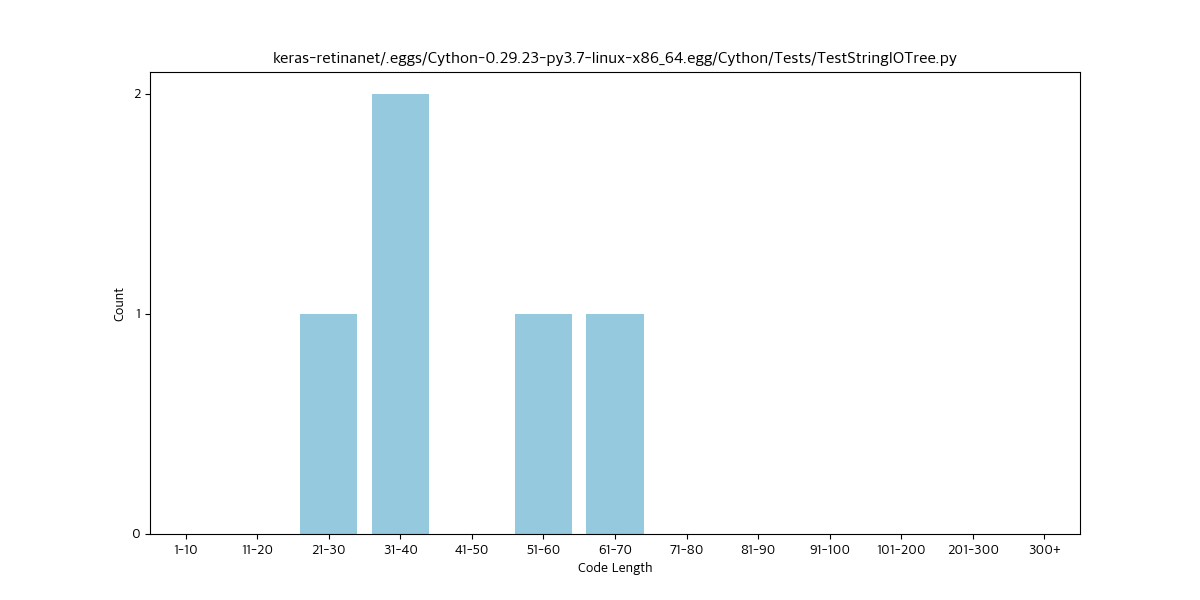 keras-retinanet/.eggs/Cython-0.29.23-py3.7-linux-x86_64.egg/Cython/Tests/TestStringIOTree.py
2
1
0
Count
1-10 11-20 21-30 31-40 41-50 51-60 61-70 71-80 81-90 91-100 101-200 201-300 300+
Code Length